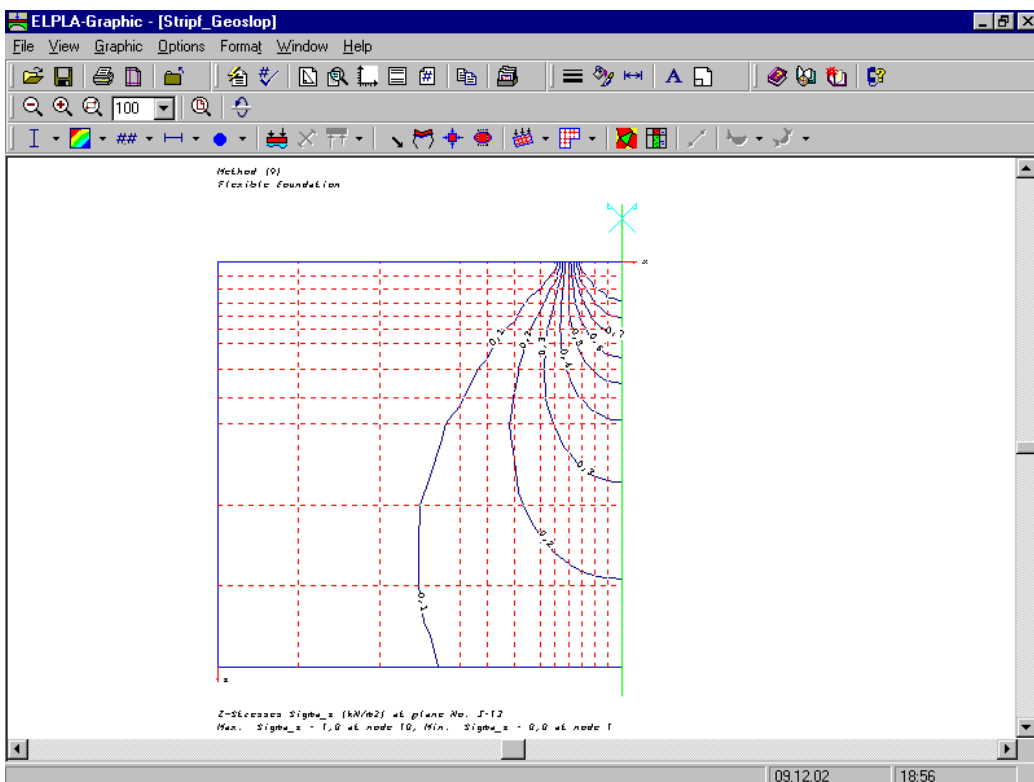 ELPLA-Graphic - [Stripf_Geoslop]
File View Graphic Options Format Window Help
100
Method (9)
Flexible foundation
x
0,1
0,2
0,3
0,4
0,5
0,6
0,7
0,3
0,2
0,1
z
Z-Stresses Sigma_z (kN/m2) at plane No. I-13
Max. Sigma_z - 1,0 at node 10, Min. Sigma_z - 0,0 at node 1
09.12.02 18:56